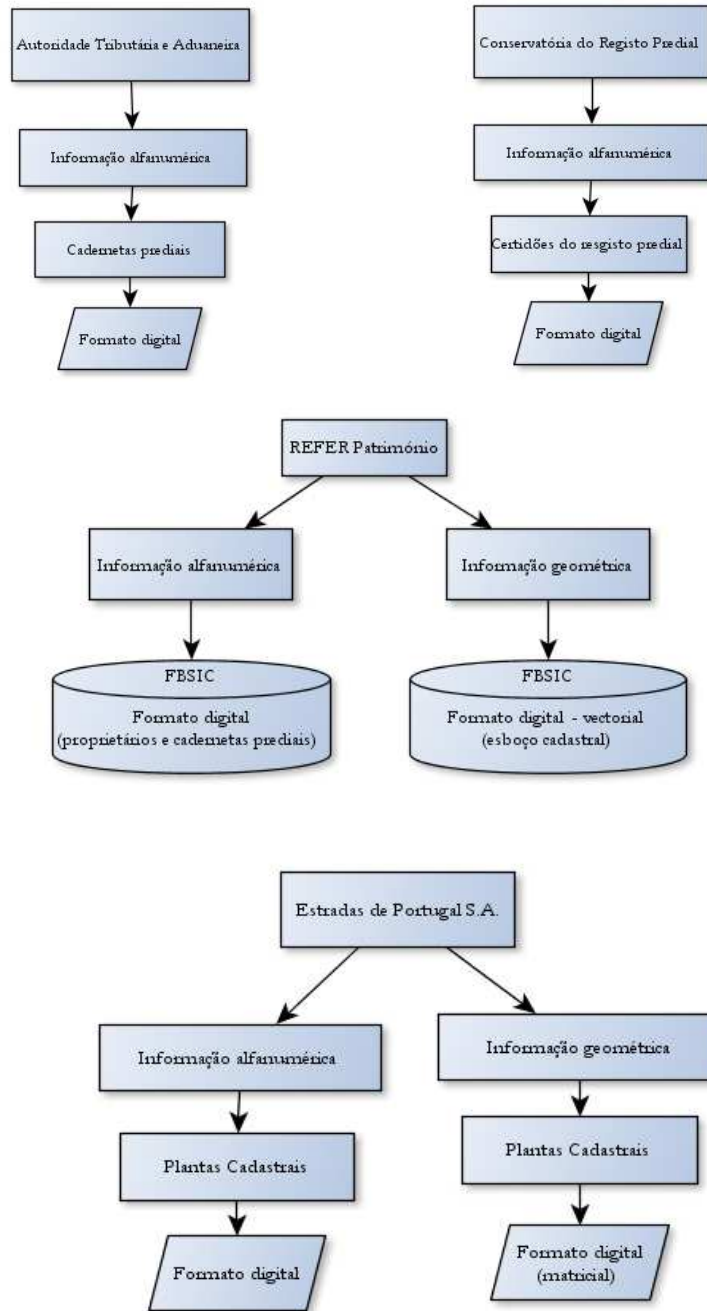 Autoridade Tributária e Aduaneira
Informação alfanumérica
Cadernetas prediais
Formato digital
Conservatória do Registo Predial
Informação alfanumérica
Certidões do resgisto predial
Formato digital
REFER Património
Informação alfanumérica
FBSIC
Formato digital
(proprietários e cadernetas prediais)
Informação geométrica
FBSIC
Formato digital - vectorial
(esboço cadastral)
Estradas de Portugal S.A.
Informação alfanumérica
Plantas Cadastrais
Formato digital
Informação geométrica
Plantas Cadastrais
Formato digital
(matricial)